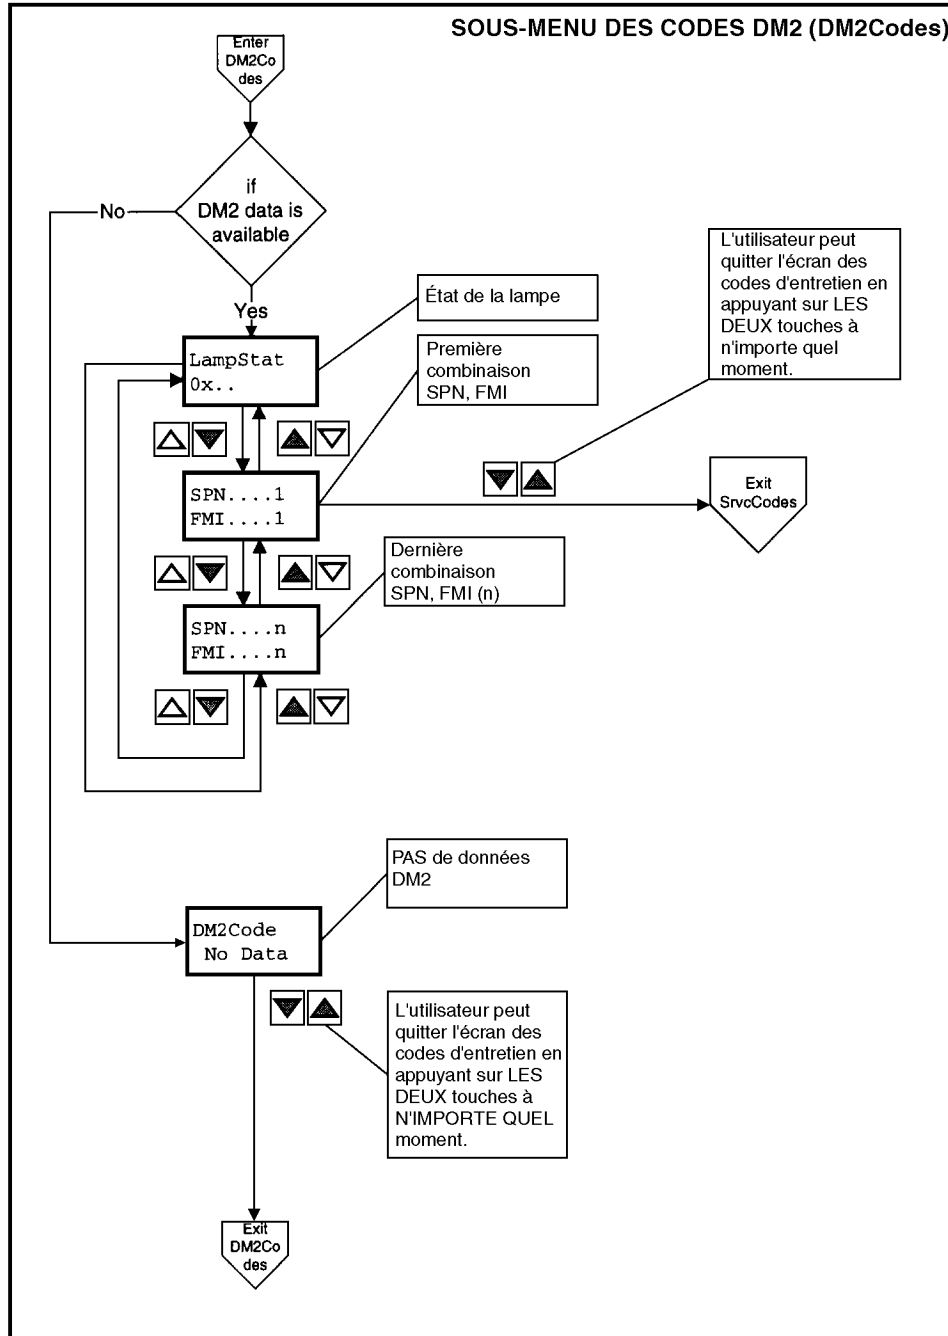 SOUS-MENU DES CODES DM2 (DM2Codes)
Enter
DM2Co
des
if
DM2 data is
available
No
Yes
L'utilisateur peut
quitter l'écran des
codes d'entretien en
appuyant sur LES
DEUX touches à
n'importe quel
moment.
État de la lampe
LampStat
0x..
Première
combinaison
SPN, FMI
SPN....1
FMI....1
Exit
SrvcCodes
Dernière
combinaison
SPN, FMI (n)
SPN....n
FMI....n
PAS de données
DM2
DM2Code
No Data
L'utilisateur peut
quitter l'écran des
codes d'entretien en
appuyant sur LES
DEUX touches à
N'IMPORTE QUEL
moment.
Exit
DM2Co
des